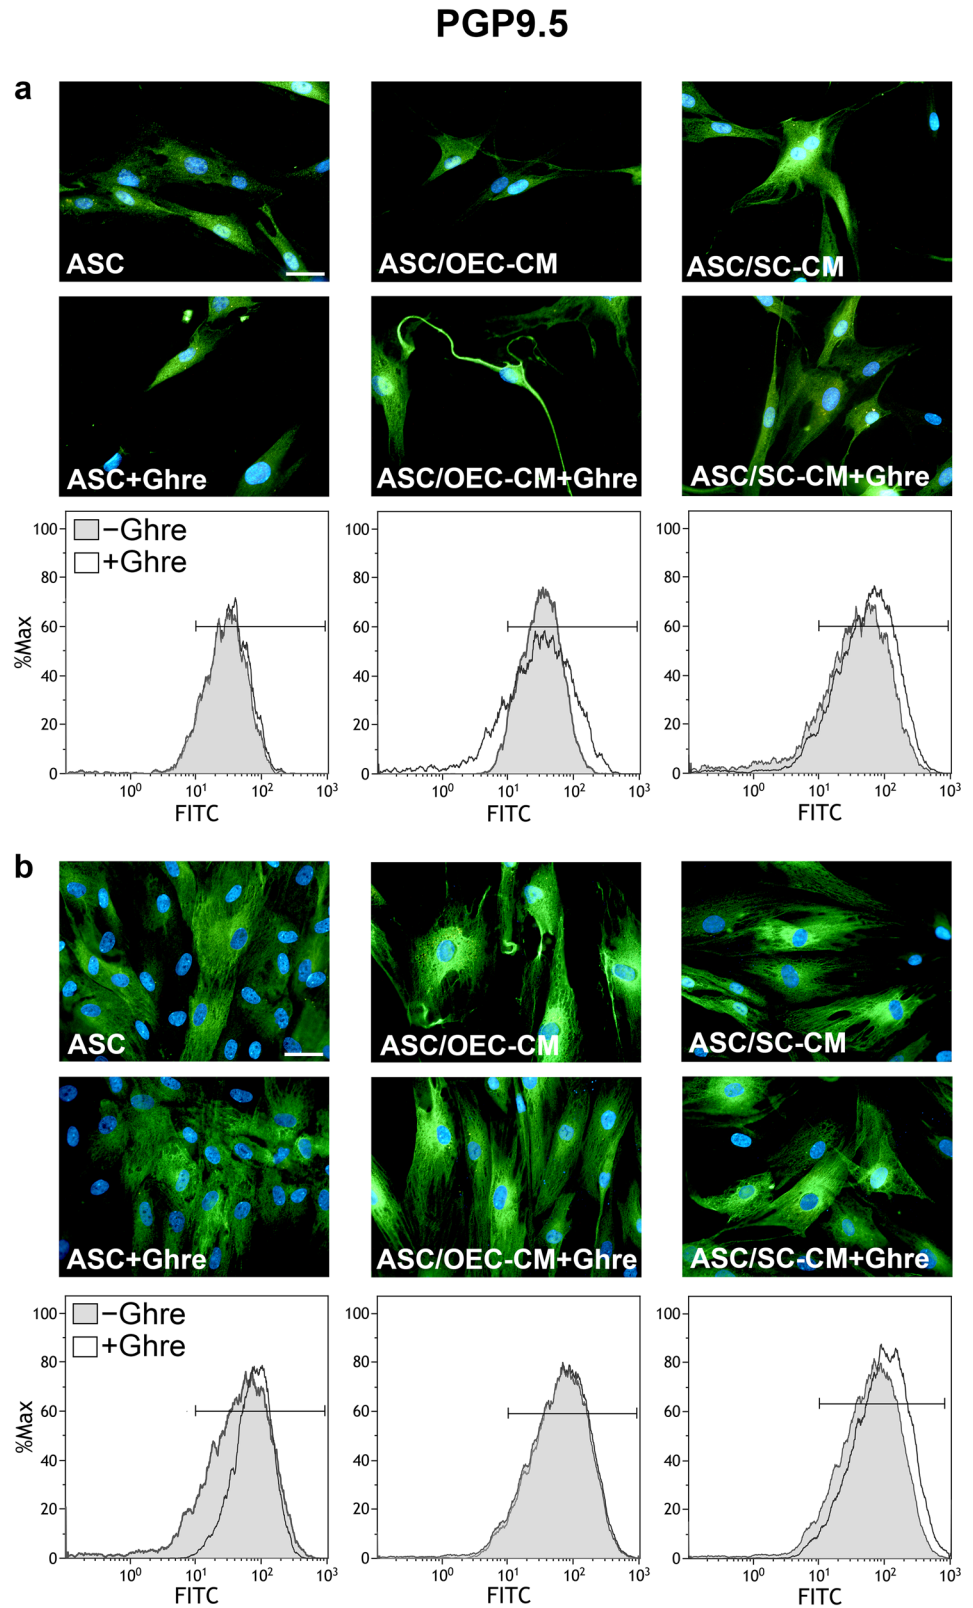 PGP9.5
a
ASC
ASC/OEC-CM
ASC/SC-CM
ASC+Ghre
ASC/OEC-CM+Ghre
ASC/SC-CM+Ghre
−Ghre
+Ghre
%Max
100
80
60
40
20
0
10⁰ 10¹ 10² 10³
FITC
100
80
60
40
20
0
10⁰ 10¹ 10² 10³
FITC
100
80
60
40
20
0
10⁰ 10¹ 10² 10³
FITC
b
ASC
ASC/OEC-CM
ASC/SC-CM
ASC+Ghre
ASC/OEC-CM+Ghre
ASC/SC-CM+Ghre
−Ghre
+Ghre
%Max
100
80
60
40
20
0
10⁰ 10¹ 10² 10³
FITC
100
80
60
40
20
0
10⁰ 10¹ 10² 10³
FITC
100
80
60
40
20
0
10⁰ 10¹ 10² 10³
FITC